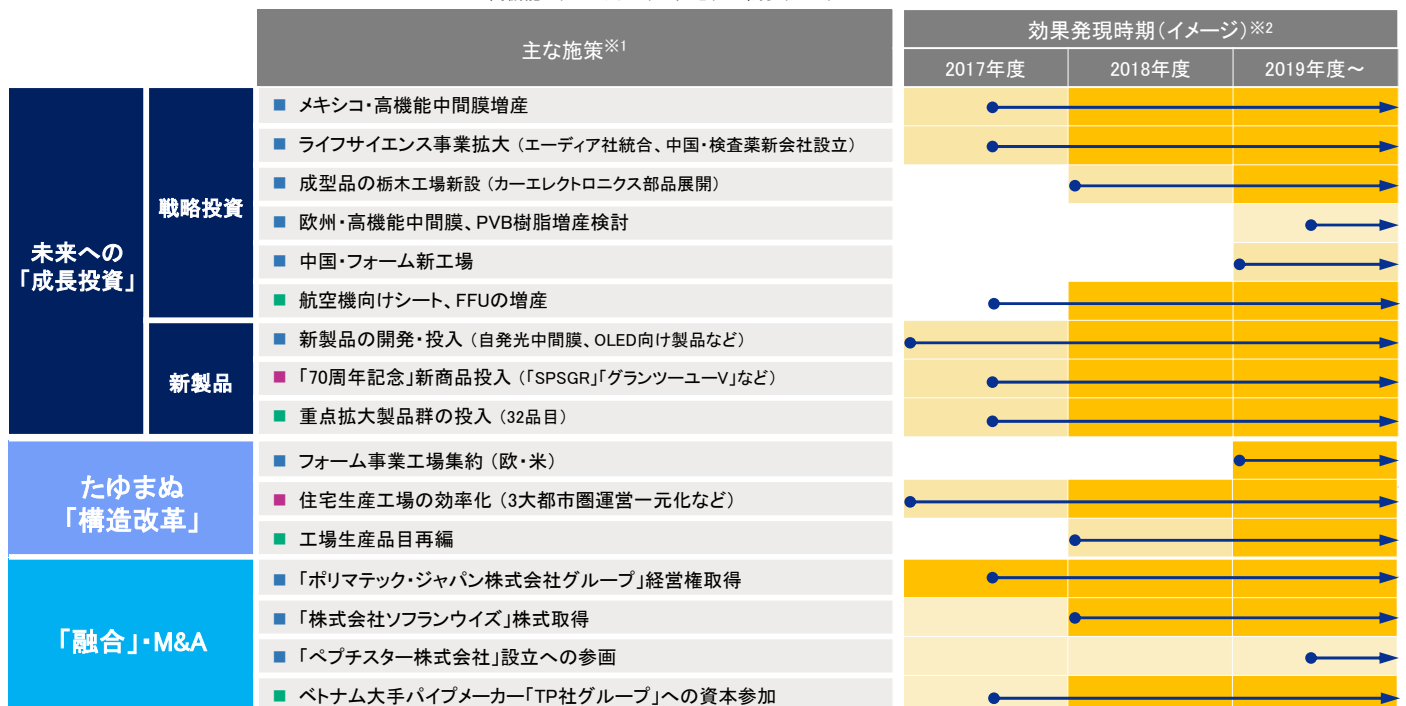 主な施策※1
効果発現時期（イメージ）※2
2017年度
2018年度
2019年度～
未来への
「成長投資」
戦略投資
■ メキシコ・高機能中間膜増産
■ ライフサイエンス事業拡大（エーディア社統合、中国・検査薬新会社設立）
■ 成型品の栃木工場新設（カーエレクトロニクス部品展開）
■ 欧州・高機能中間膜、PVB樹脂増産検討
■ 中国・フォーム新工場
■ 航空機向けシート、FFUの増産
新製品
■ 新製品の開発・投入（自発光中間膜、OLED向け製品など）
■ 「70周年記念」新商品投入（「SPSGR」「グランツーユーV」など）
■ 重点拡大製品群の投入（32品目）
たゆまぬ
「構造改革」
■ フォーム事業工場集約（欧・米）
■ 住宅生産工場の効率化（3大都市圏運営一元化など）
■ 工場生産品目再編
「融合」・M&A
■ 「ポリマテック・ジャパン株式会社グループ」経営権取得
■ 「株式会社ソフランウイズ」株式取得
■ 「ペプチスター株式会社」設立への参画
■ ベトナム大手パイプメーカー「TP社グループ」への資本参加